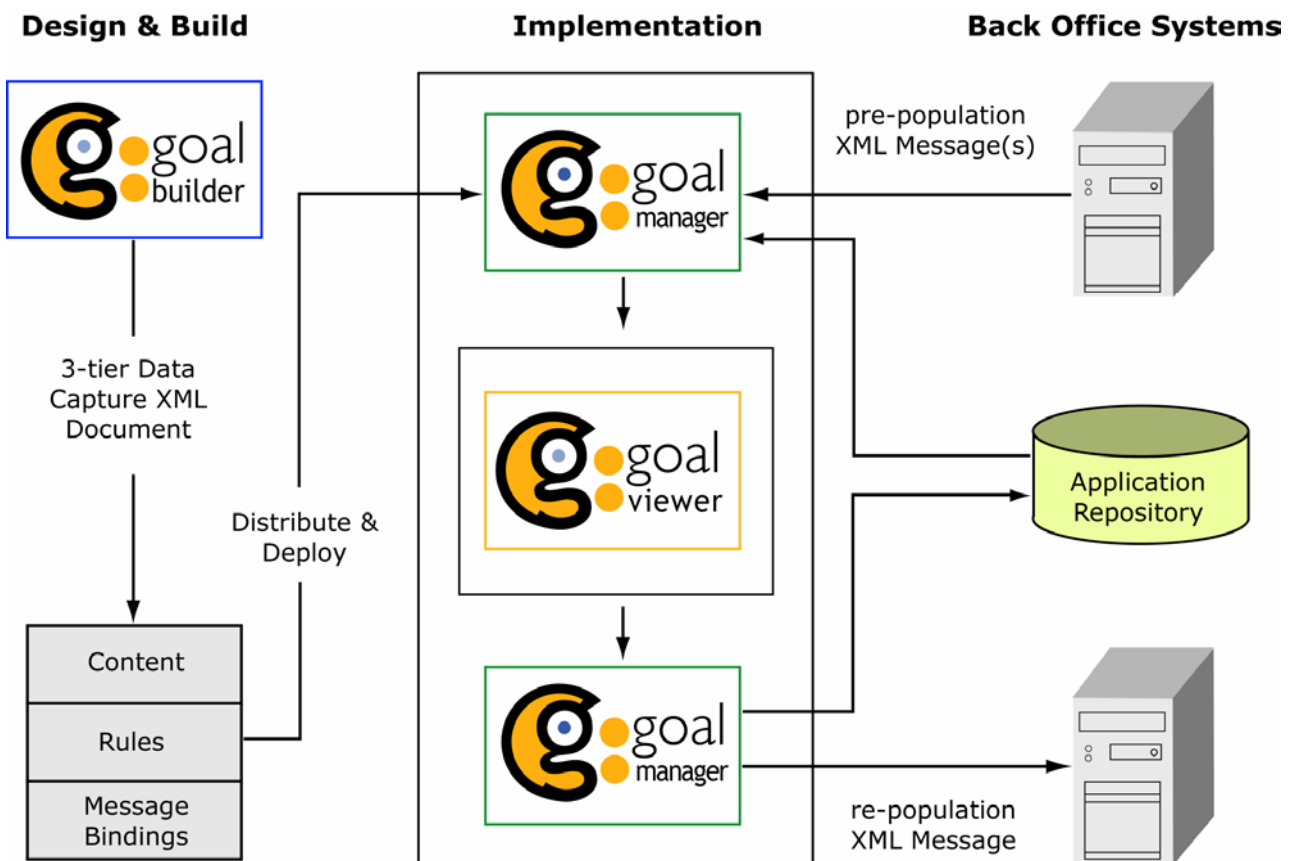 Design & Build
Implementation
Back Office Systems
goal
builder
goal
manager
pre-population
XML Message(s)
3-tier Data
Capture XML
Document
goal
viewer
Distribute &
Deploy
Application
Repository
Content
Rules
Message
Bindings
goal
manager
re-population
XML Message